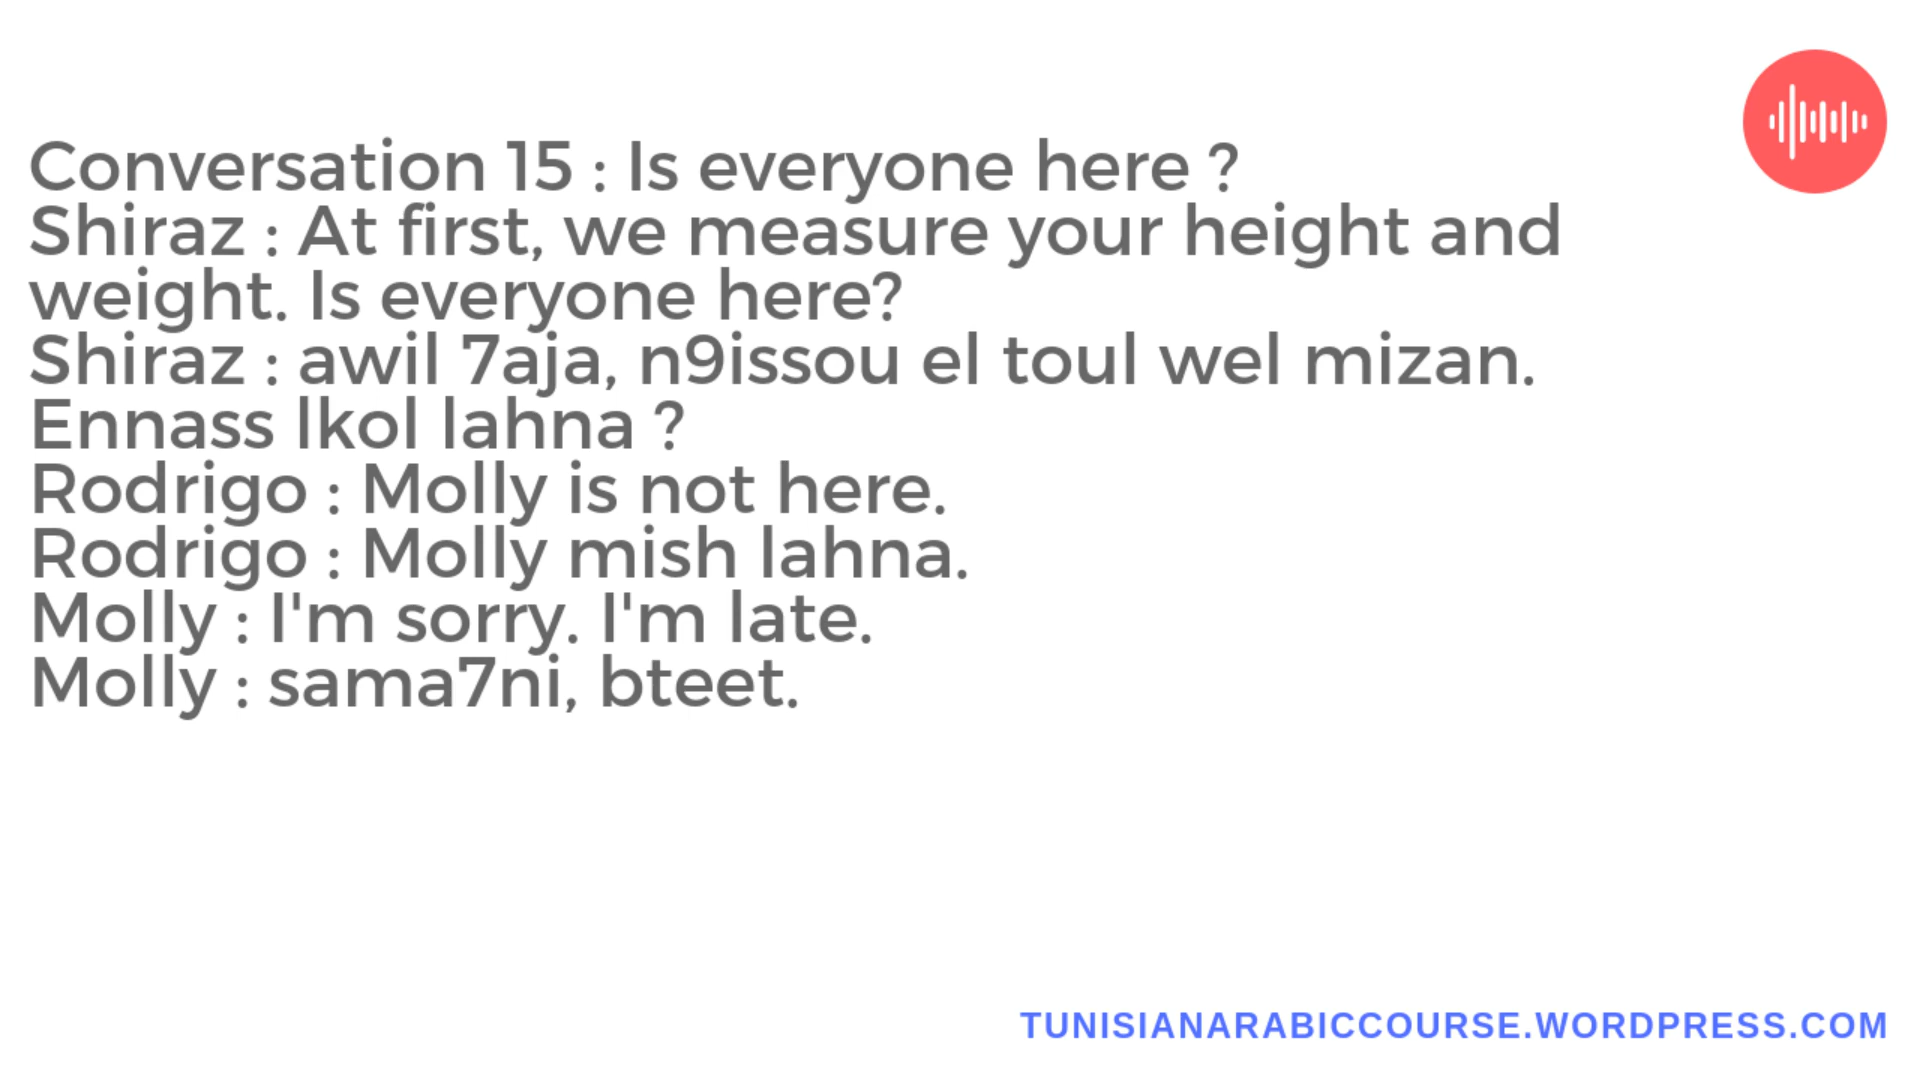 Conversation 15 : Is everyone here ?
Shiraz : At first, we measure your height and
weight. Is everyone here?
Shiraz : awil 7aja, n9issou el toul wel mizan.
Ennass lkol lahna ?
Rodrigo : Molly is not here.
Rodrigo : Molly mish lahna.
Molly : I'm sorry. I'm late.
Molly : sama7ni, bteet.
TUNISIANARABICCOURSE.WORDPRESS.COM